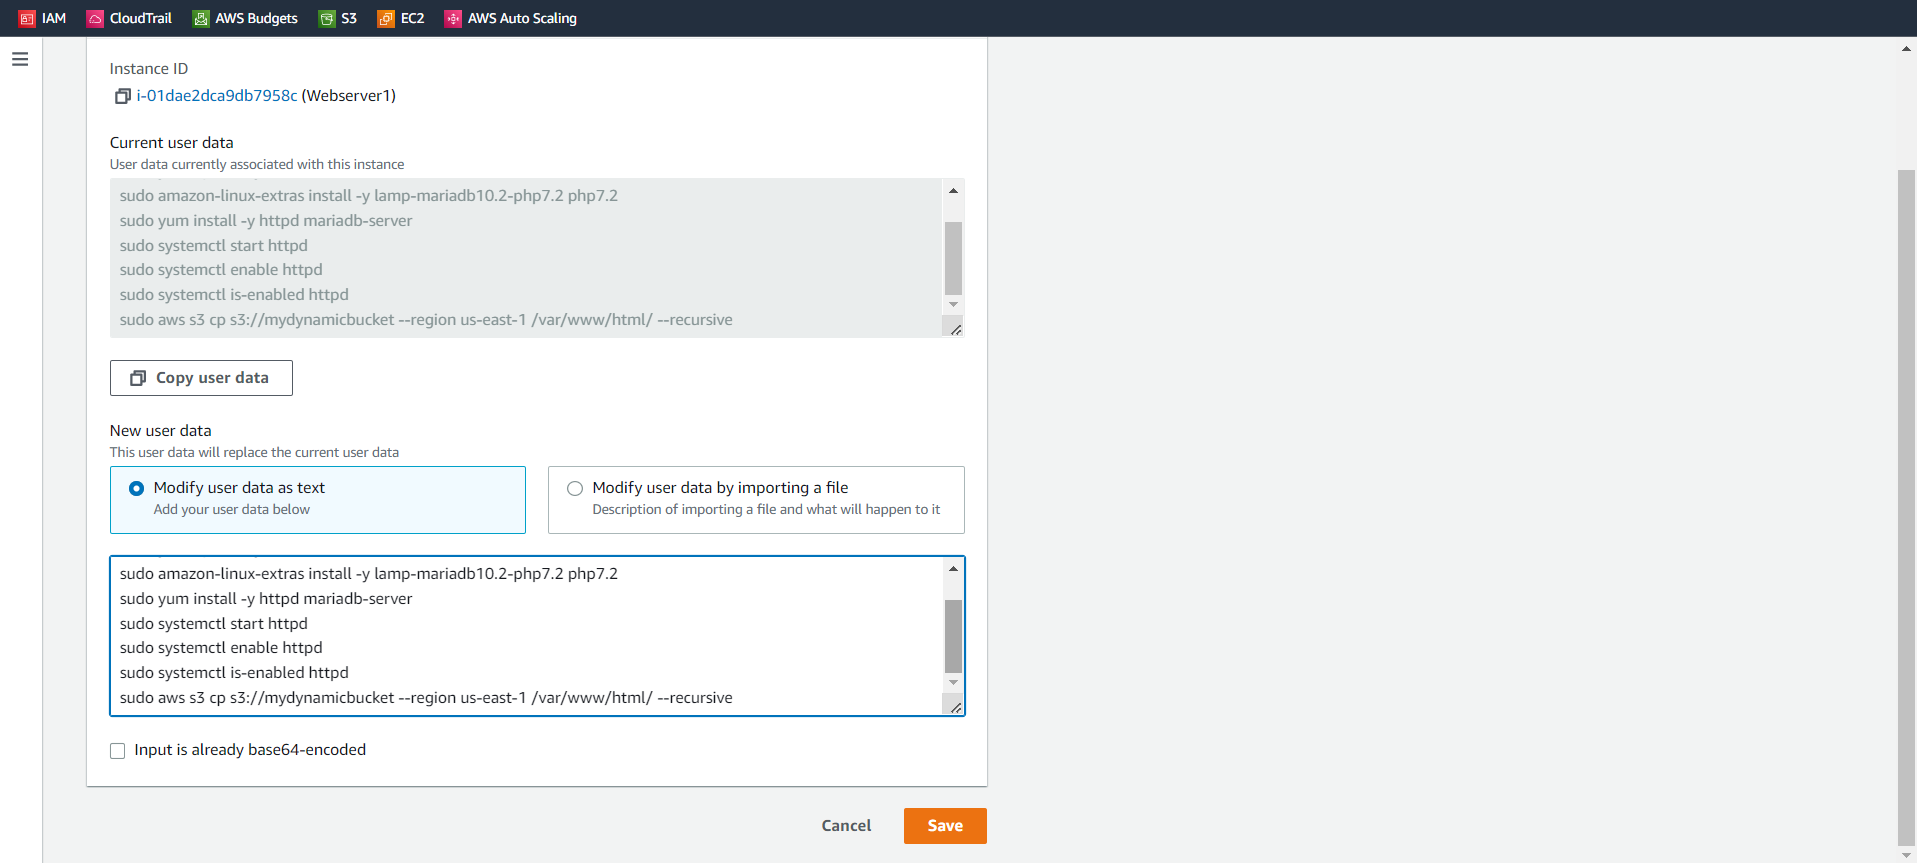 IAM CloudTrail AWS Budgets S3 EC2 AWS Auto Scaling
Instance ID
i-01dae2dca9db7958c (Webserver1)
Current user data
User data currently associated with this instance
sudo amazon-linux-extras install -y lamp-mariadb10.2-php7.2 php7.2
sudo yum install -y httpd mariadb-server
sudo systemctl start httpd
sudo systemctl enable httpd
sudo systemctl is-enabled httpd
sudo aws s3 cp s3://mydynamicbucket --region us-east-1 /var/www/html/ --recursive
Copy user data
New user data
This user data will replace the current user data
Modify user data as text
Add your user data below
Modify user data by importing a file
Description of importing a file and what will happen to it
sudo amazon-linux-extras install -y lamp-mariadb10.2-php7.2 php7.2
sudo yum install -y httpd mariadb-server
sudo systemctl start httpd
sudo systemctl enable httpd
sudo systemctl is-enabled httpd
sudo aws s3 cp s3://mydynamicbucket --region us-east-1 /var/www/html/ --recursive
Input is already base64-encoded
Cancel Save